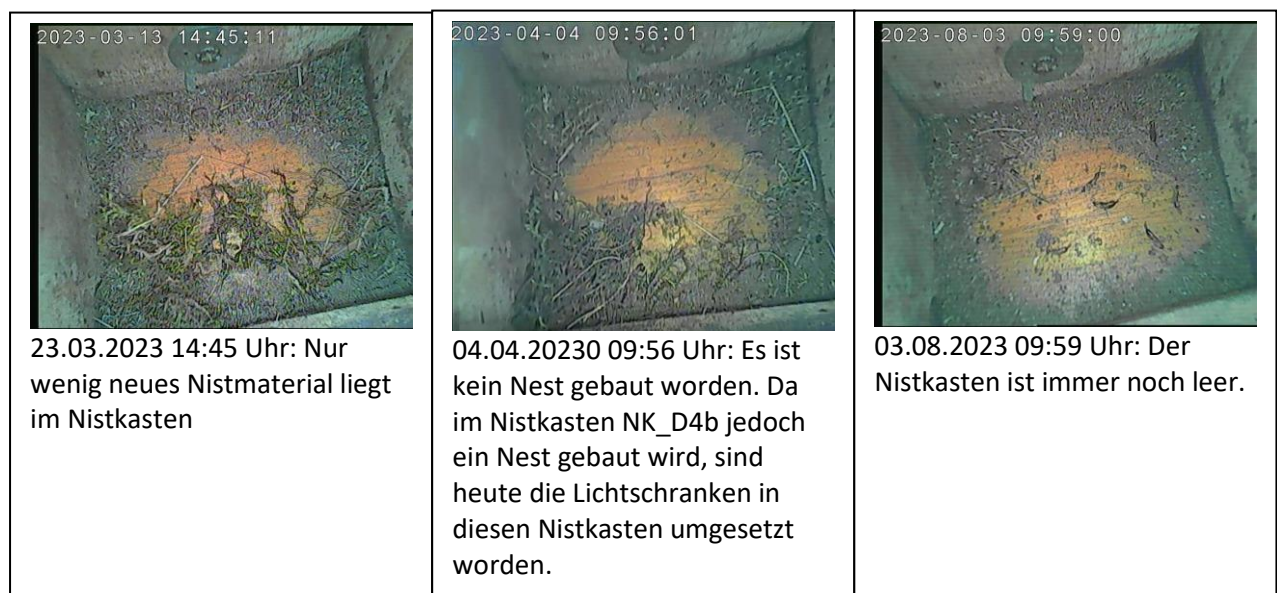 2023-03-13 14:45:11
23.03.2023 14:45 Uhr: Nur
wenig neues Nistmaterial liegt
im Nistkasten
2023-04-04 09:56:01
04.04.20230 09:56 Uhr: Es ist
kein Nest gebaut worden. Da
im Nistkasten NK_D4b jedoch
ein Nest gebaut wird, sind
heute die Lichtschranken in
diesen Nistkasten umgesetzt
worden.
2023-08-03 09:59:00
03.08.2023 09:59 Uhr: Der
Nistkasten ist immer noch leer.